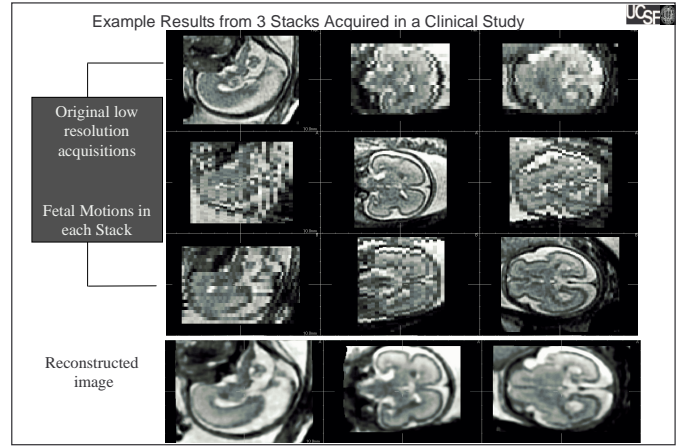 Example Results from 3 Stacks Acquired in a Clinical Study
UCSF
Original low
resolution
acquisitions
Fetal Motions in
each Stack
Reconstructed
image